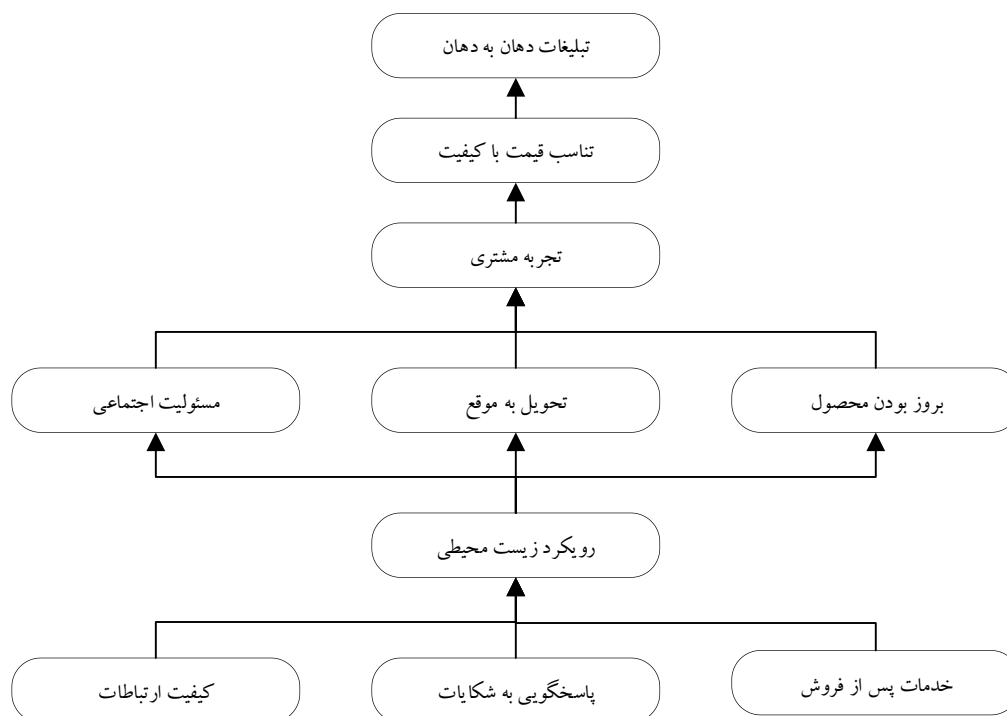 تبلیغات دهان به دهان
تناسب قیمت با کیفیت
تجربه مشتری
بروز بودن محصول
تحویل به موقع
مسئولیت اجتماعی
رویکرد زیست محیطی
خدمات پس از فروش
پاسخگویی به شکایات
کیفیت ارتباطات